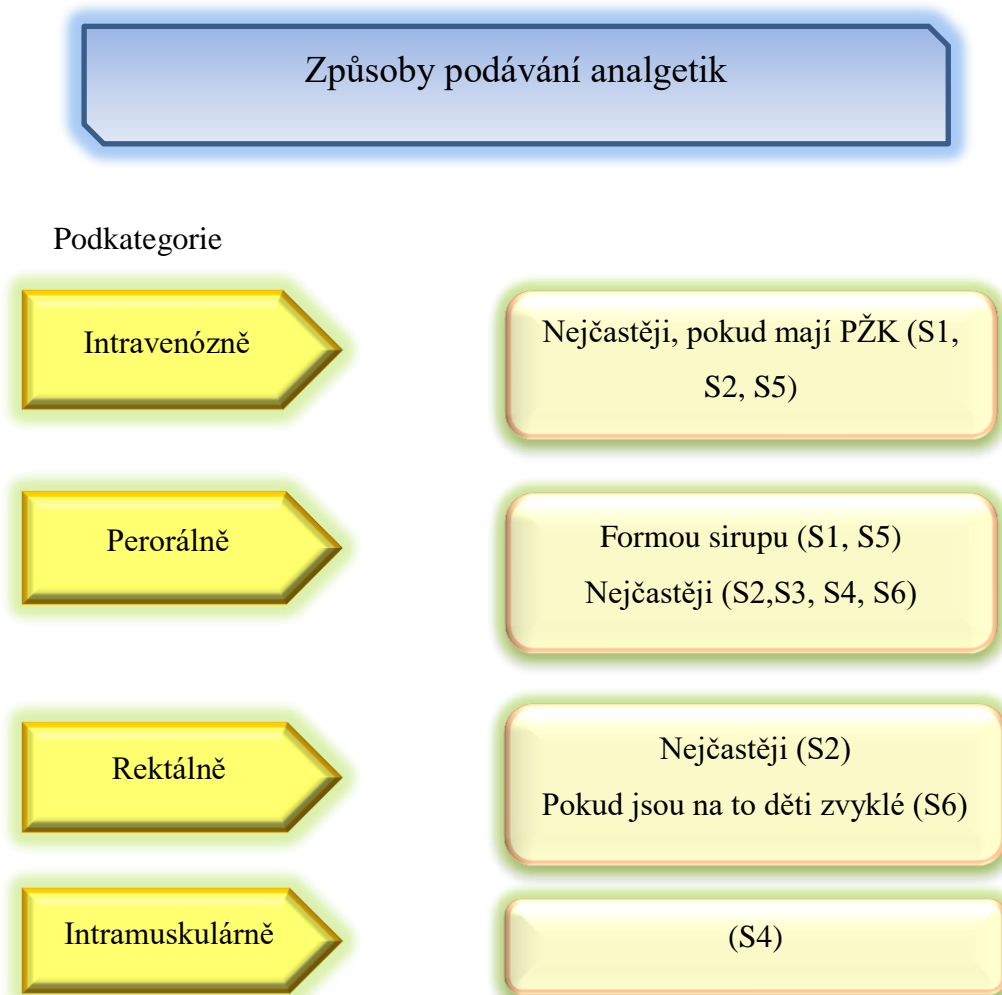 Způsoby podávání analgetik
Podkategorie
Intravenózně
Nejčastěji, pokud mají PŽK (S1,
S2, S5)
Perorálně
Formou sirupu (S1, S5)
Nejčastěji (S2,S3, S4, S6)
Rektálně
Nejčastěji (S2)
Pokud jsou na to děti zvyklé (S6)
Intramuskulárně
(S4)